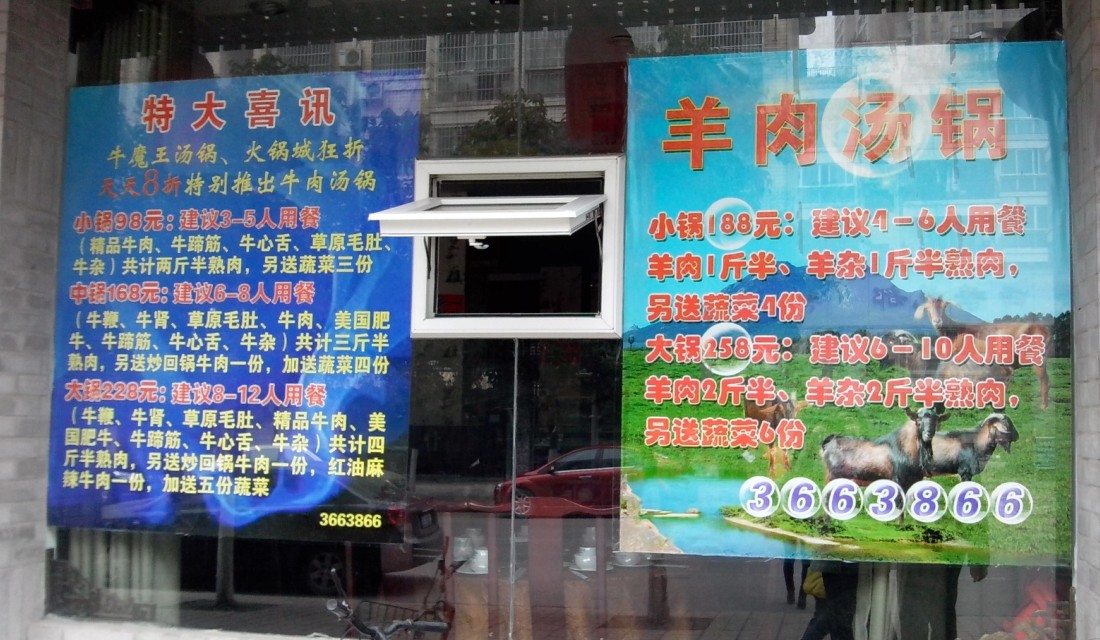 特大喜讯
牛魔王汤锅、火锅城狂折
天天8折特别推出牛肉汤锅
小锅98元：建议3-5人用餐
（精品牛肉、牛蹄筋、牛心舌、草原毛肚、
牛杂）共计两斤半熟肉，另送蔬菜三份
中锅168元：建议6-8人用餐
（牛鞭、牛肾、草原毛肚、牛肉、美国肥
牛、牛蹄筋、牛心舌、牛杂）共计三斤半
熟肉，另送炒回锅牛肉一份，加送蔬菜四份
大锅228元：建议8-12人用餐
（牛鞭、牛肾、草原毛肚、精品牛肉、美
国肥牛、牛蹄筋、牛心舌、牛杂）共计四
斤半熟肉，另送炒回锅牛肉一份，红油麻
辣牛肉一份，加送五份蔬菜
3663866
羊肉汤锅
小锅188元：建议4-6人用餐
羊肉1斤半、羊杂1斤半熟肉，
另送蔬菜4份
大锅258元：建议6-10人用餐
羊肉2斤半、羊杂2斤半熟肉，
另送蔬菜6份
3663866